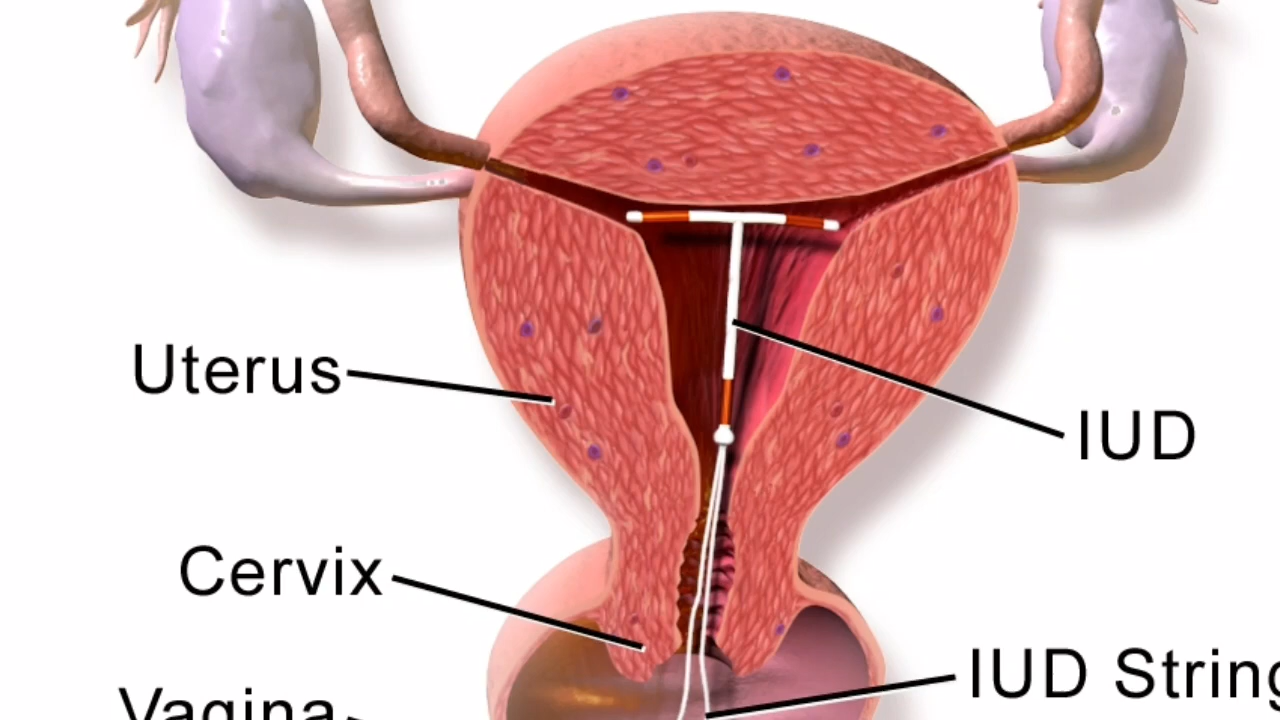 Uterus
IUD
Cervix
IUD String
Vagina